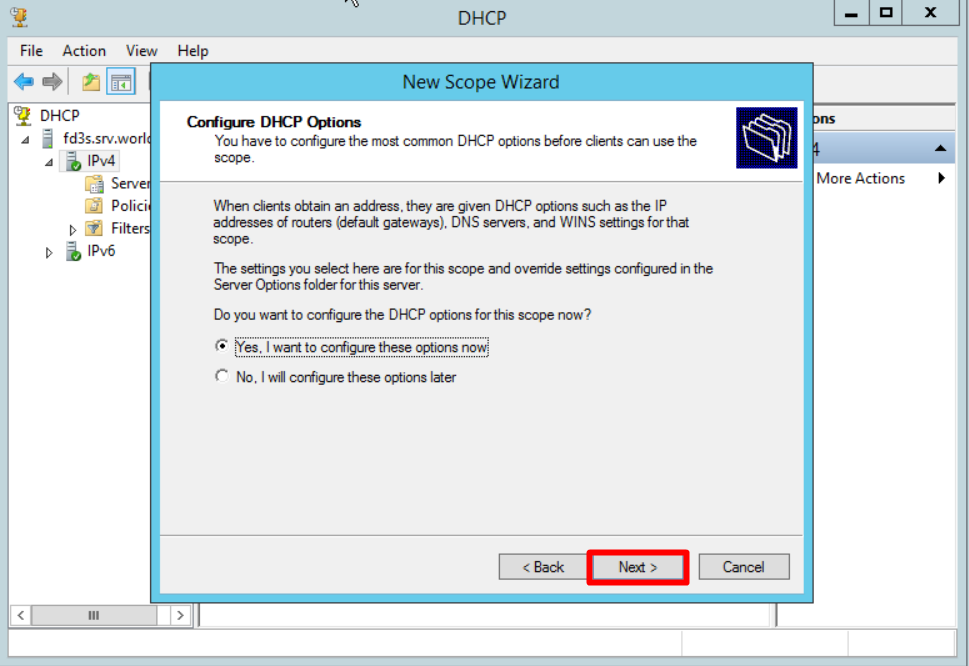 DHCP
File Action View Help
New Scope Wizard
DHCP
fd3s.srv.world
IPv4
Server
Policie
Filters
IPv6
Configure DHCP Options
You have to configure the most common DHCP options before clients can use the
scope.
When clients obtain an address, they are given DHCP options such as the IP
addresses of routers (default gateways), DNS servers, and WINS settings for that
scope.
The settings you select here are for this scope and override settings configured in the
Server Options folder for this server.
Do you want to configure the DHCP options for this scope now?
Yes, I want to configure these options now
No, I will configure these options later
< Back Next > Cancel
ons
4
More Actions